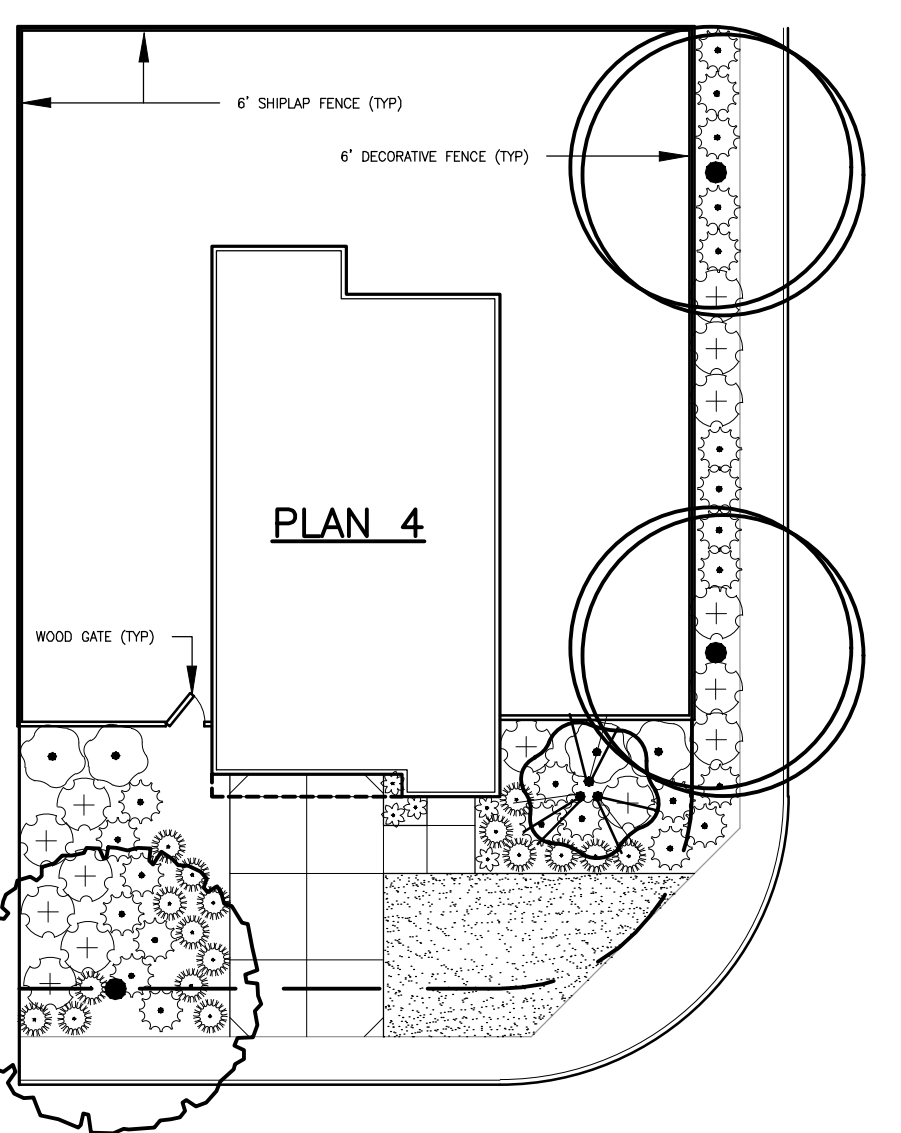 6' SHIPLAP FENCE (TYP)
6' DECORATIVE FENCE (TYP)
PLAN 4
WOOD GATE (TYP)